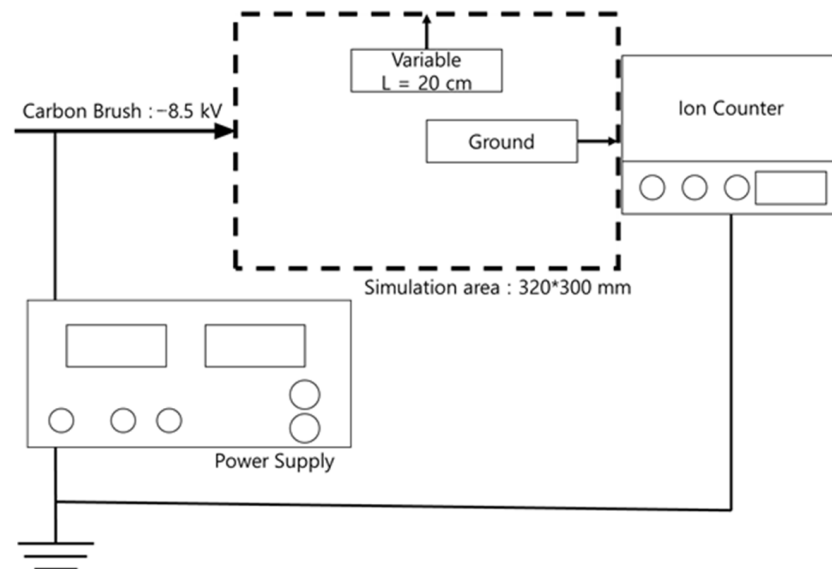 Variable
L = 20 cm
Carbon Brush : −8.5 kV
Ion Counter
Ground
Simulation area : 320*300 mm
Power Supply